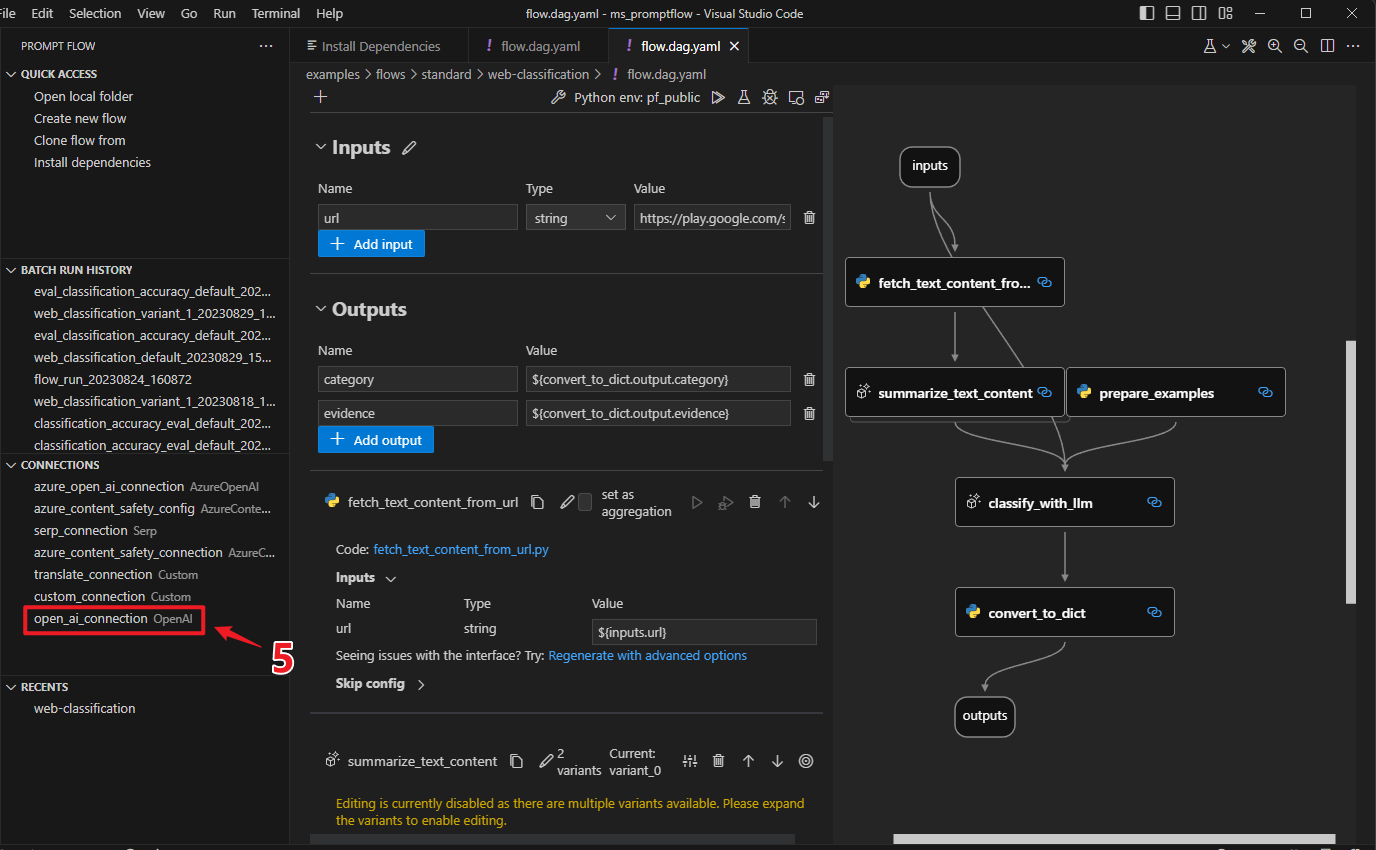 File Edit Selection View Go Run Terminal Help
flow.dag.yaml - ms_promptflow - Visual Studio Code
PROMPT FLOW
QUICK ACCESS
Open local folder
Create new flow
Clone flow from
Install dependencies
BATCH RUN HISTORY
eval_classification_accuracy_default_202...
web_classification_variant_1_20230829_1...
eval_classification_accuracy_default_202...
web_classification_default_20230829_15...
flow_run_20230824_160872
web_classification_variant_1_20230818_1...
classification_accuracy_eval_default_202...
classification_accuracy_eval_default_202...
CONNECTIONS
azure_open_ai_connection AzureOpenAI
azure_content_safety_config AzureConte...
serp_connection Serp
azure_content_safety_connection AzureC...
translate_connection Custom
custom_connection Custom
open_ai_connection OpenAI
5
RECENTS
web-classification
Install Dependencies
! flow.dag.yaml
! flow.dag.yaml
examples > flows > standard > web-classification > ! flow.dag.yaml
Python env: pf_public
Inputs
Name Type Value
url string https://play.google.com/s
Add input
Outputs
Name Value
category ${convert_to_dict.output.category}
evidence ${convert_to_dict.output.evidence}
Add output
fetch_text_content_from_url
set as
aggregation
Code: fetch_text_content_from_url.py
Inputs
Name Type Value
url string ${inputs.url}
Seeing issues with the interface? Try: Regenerate with advanced options
Skip config
summarize_text_content
2
variants
Current:
variant_0
Editing is currently disabled as there are multiple variants available. Please expand
the variants to enable editing.
inputs
fetch_text_content_fro...
summarize_text_content
prepare_examples
classify_with_llm
convert_to_dict
outputs